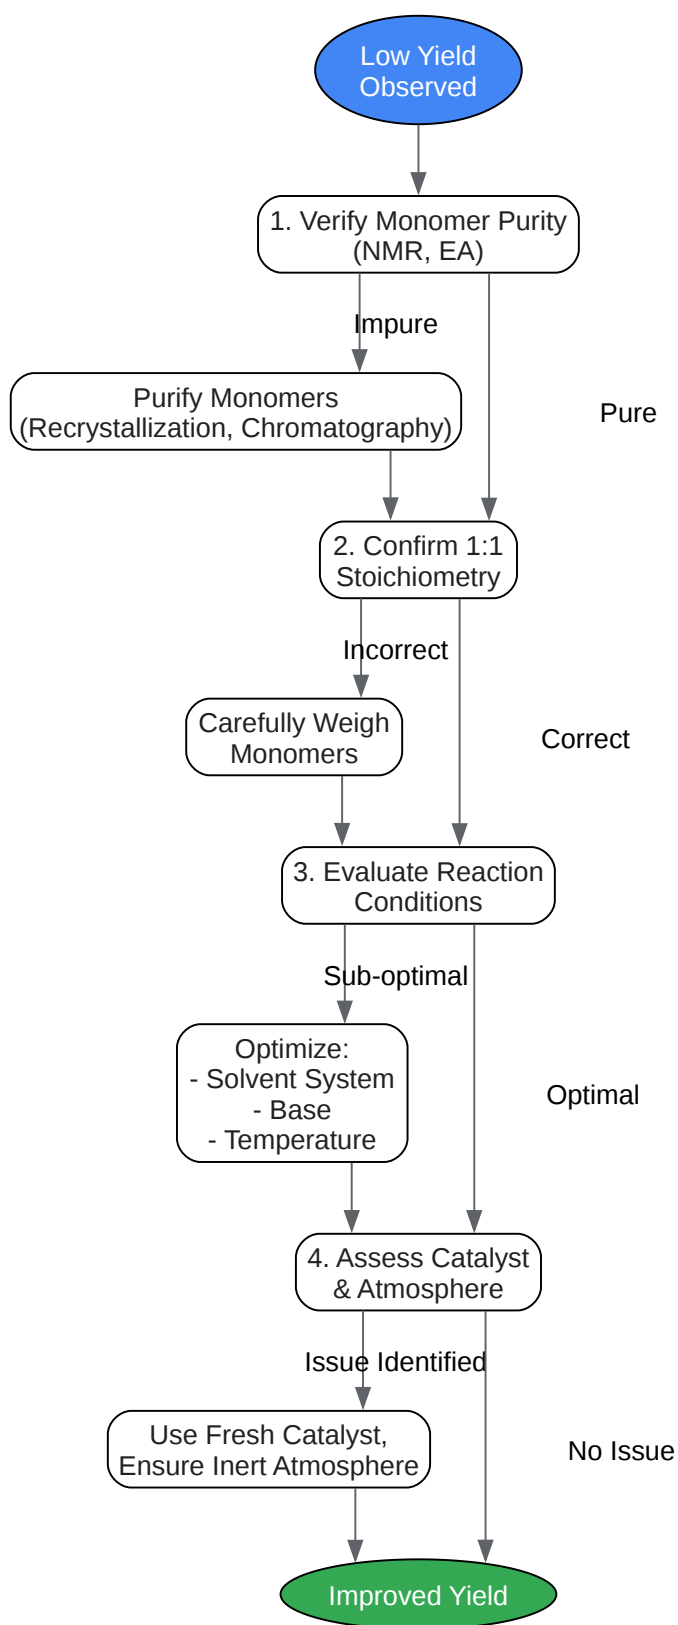 Low Yield
Observed
1. Verify Monomer Purity
(NMR, EA)
Impure
Purify Monomers
(Recrystallization, Chromatography)
Pure
2. Confirm 1:1
Stoichiometry
Incorrect
Carefully Weigh
Monomers
Correct
3. Evaluate Reaction
Conditions
Sub-optimal
Optimize:
- Solvent System
- Base
- Temperature
Optimal
4. Assess Catalyst
& Atmosphere
Issue Identified
Use Fresh Catalyst,
Ensure Inert Atmosphere
No Issue
Improved Yield